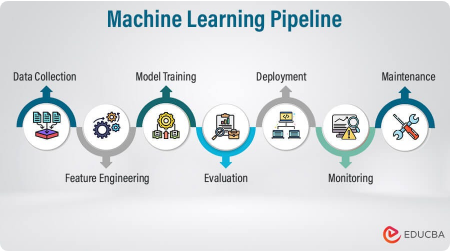 Machine Learning Pipeline
Data Collection
Model Training
Deployment
Maintenance
Feature Engineering
Evaluation
Monitoring
EDUCBA